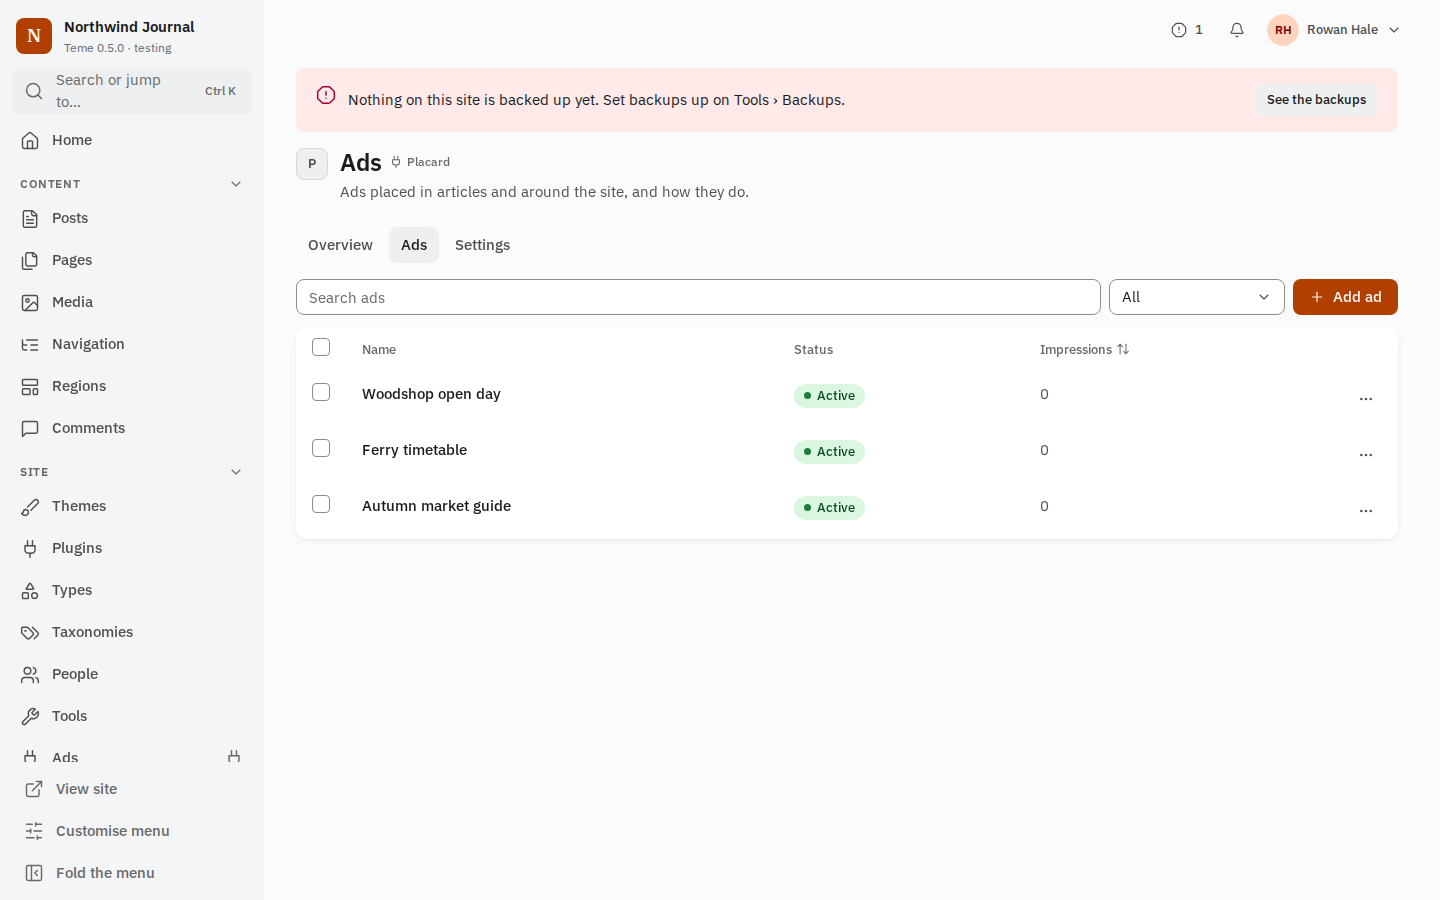 N
Northwind Journal
Teme 0.5.0 · testing
Search or jump to...
Ctrl K
Home
CONTENT
Posts
Pages
Media
Navigation
Regions
Comments
SITE
Themes
Plugins
Types
Taxonomies
People
Tools
Ads
View site
Customise menu
Fold the menu
1
RH
Rowan Hale
Nothing on this site is backed up yet. Set backups up on Tools › Backups.
See the backups
P
Ads
Placard
Ads placed in articles and around the site, and how they do.
Overview
Ads
Settings
Search ads
All
Add ad
Name
Status
Impressions
Woodshop open day
Active
0
Ferry timetable
Active
0
Autumn market guide
Active
0